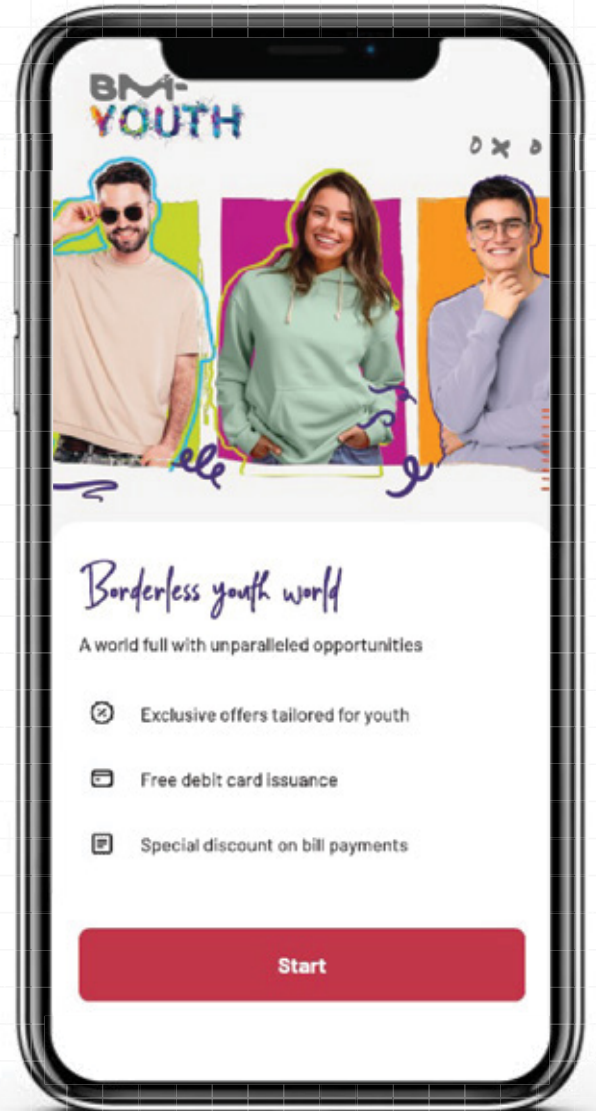 BM-
YOUTH
Borderless youth world
A world full with unparalleled opportunities
Exclusive offers tailored for youth
Free debit card issuance
Special discount on bill payments
Start